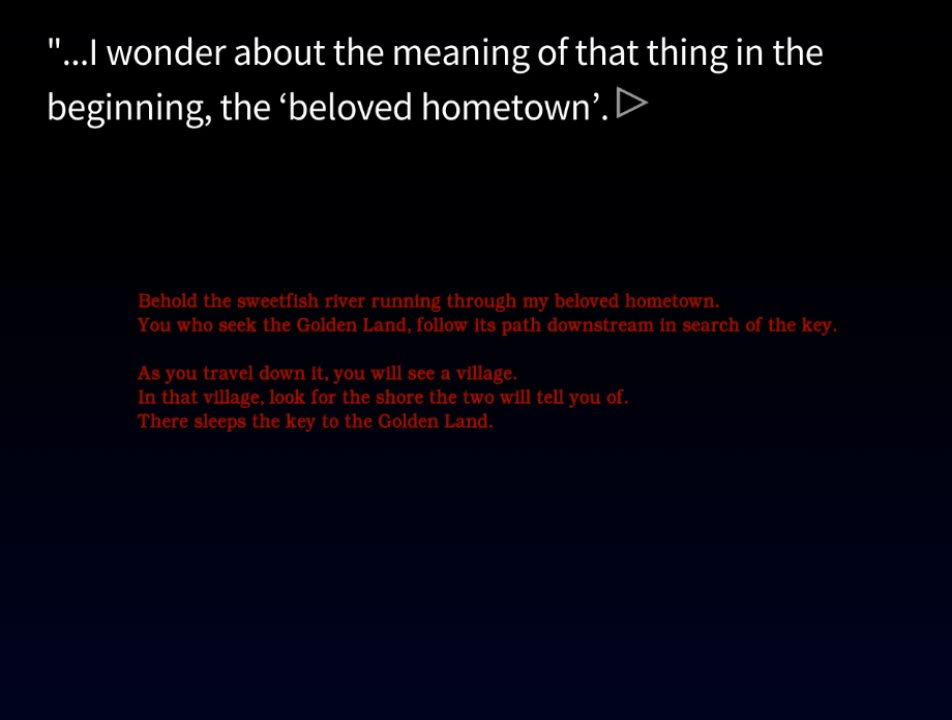 "...I wonder about the meaning of that thing in the
beginning, the ‘beloved hometown’.
Behold the sweetfish river running through my beloved hometown.
You who seek the Golden Land, follow its path downstream in search of the key.
As you travel down it, you will see a village.
In that village, look for the shore the two will tell you of.
There sleeps the key to the Golden Land.